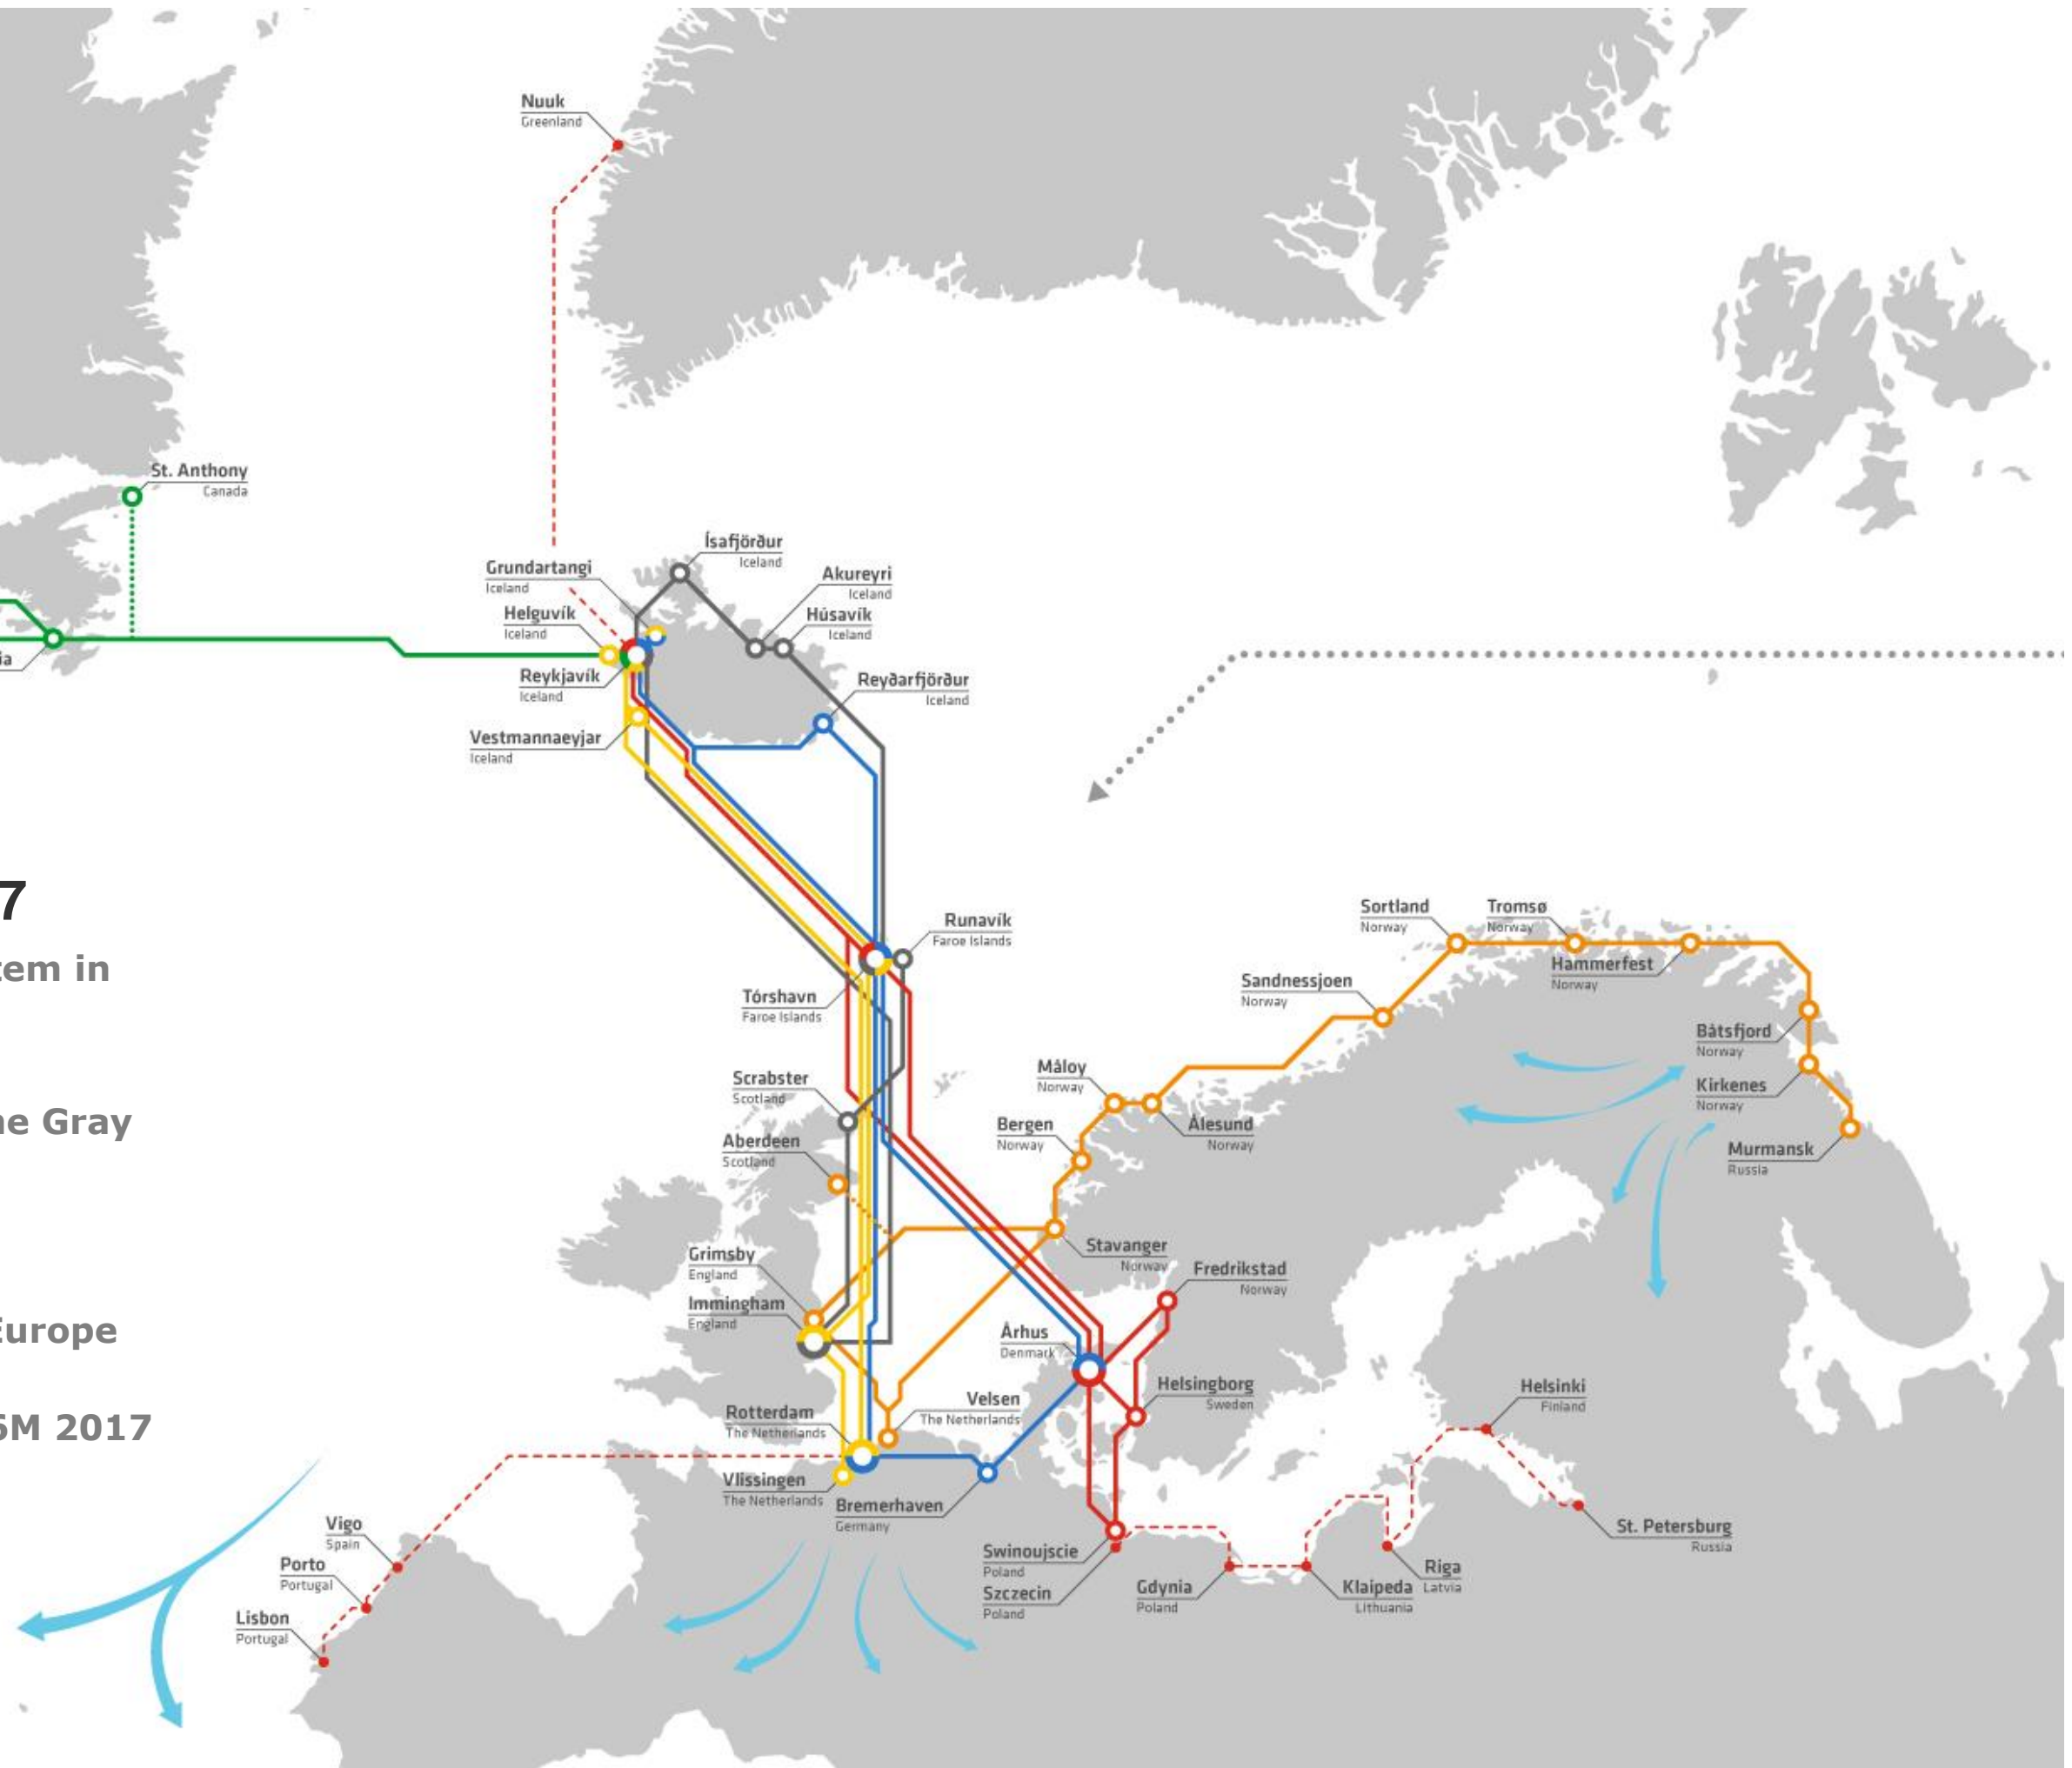 Nuuk
Greenland
St. Anthony
Canada
Ísafjörður
Iceland
Grundartangi
Iceland
Akureyri
Iceland
Helguvík
Iceland
Húsavík
Iceland
ia
Reykjavík
Iceland
Reyðarfjörður
Iceland
Vestmannaeyjar
Iceland
7
tem in
Runavík
Faroe Islands
Sortland
Norway
Tromsø
Norway
Hammerfest
Norway
Sandnessjoen
Norway
Tórshavn
Faroe Islands
Båtsfjord
Norway
Måloy
Norway
Scrabster
Scotland
Kirkenes
Norway
ne Gray
Bergen
Norway
Ålesund
Norway
Aberdeen
Scotland
Murmansk
Russia
Stavanger
Norway
Grimsby
England
Fredrikstad
Norway
Immingham
England
Europe
Århus
Denmark
Helsingborg
Sweden
Helsinki
Finland
Velsen
The Netherlands
Rotterdam
The Netherlands
SM 2017
Vlissingen
The Netherlands
Bremerhaven
Germany
Vigo
Spain
St. Petersburg
Russia
Swinoujscie
Poland
Porto
Portugal
Riga
Latvia
Szczecin
Poland
Gdynia
Poland
Klaipeda
Lithuania
Lisbon
Portugal